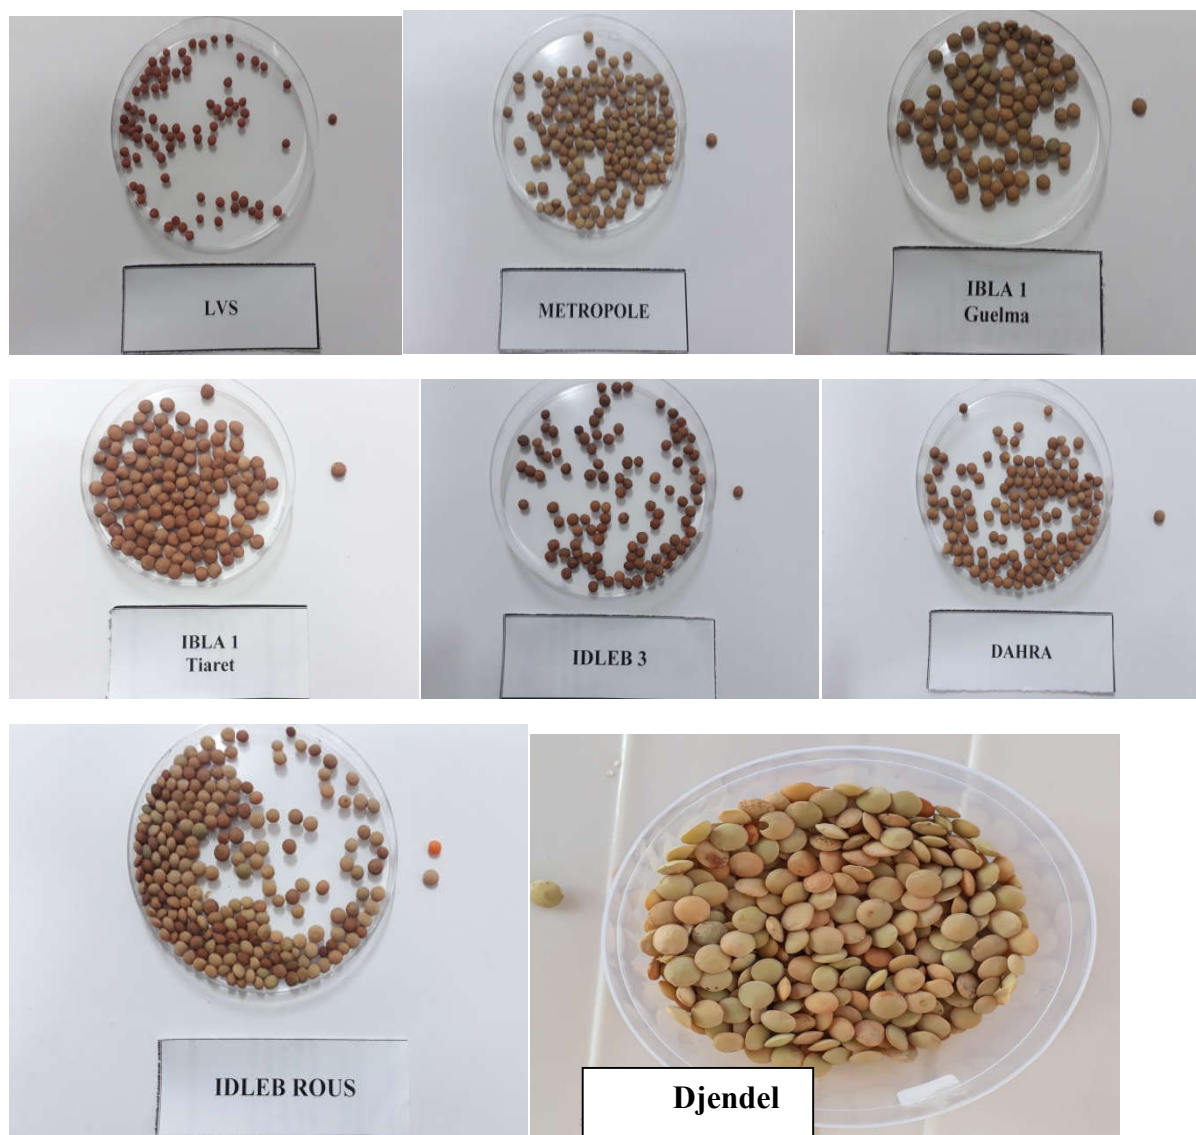 LVS
METROPOLE
IBLA 1
Guelma
IBLA 1
Tiaret
IDLEB 3
DAHRA
IDLEB ROUS
Djendel